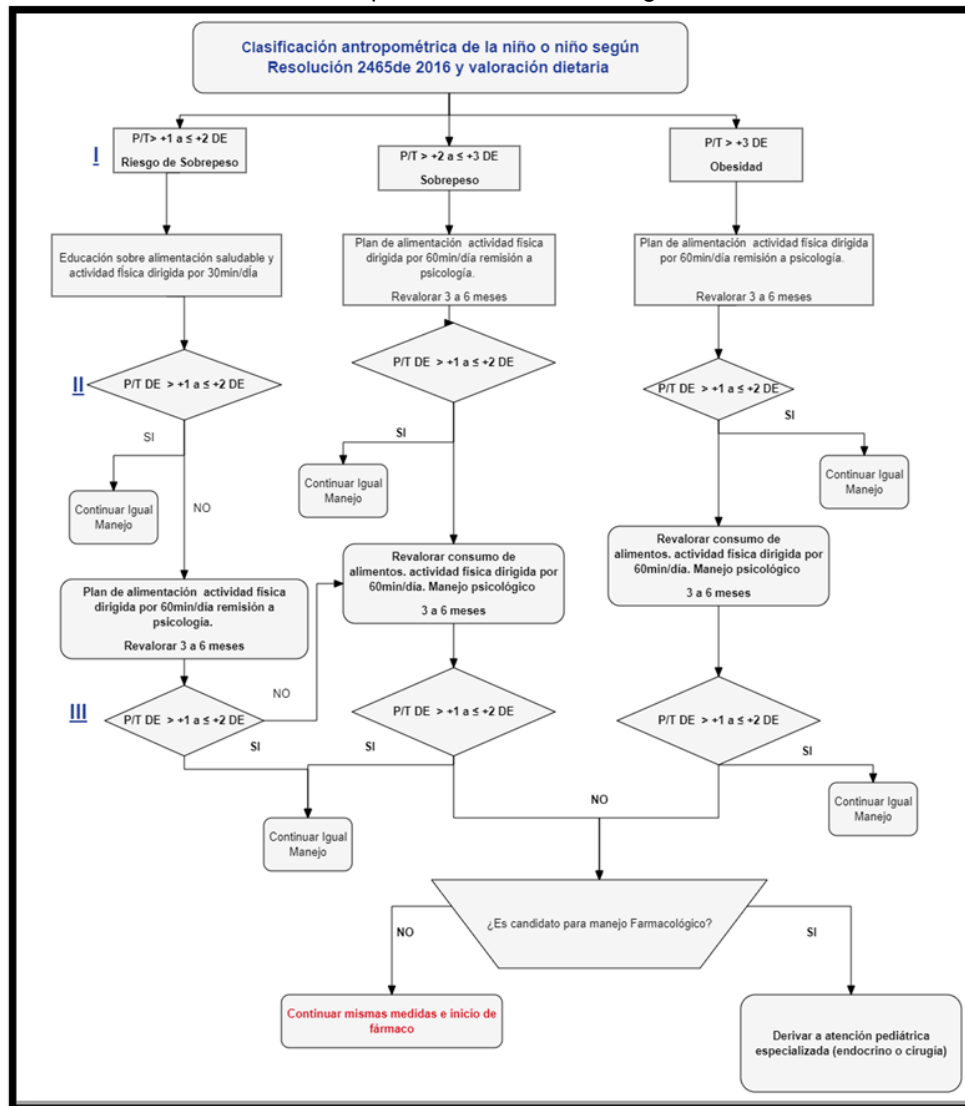 Clasificación antropométrica de la niño o niño según
Resolución 2465de 2016 y valoración dietaria
I
P/T> +1 a ≤ +2 DE
Riesgo de Sobrepeso
P/T > +2 a ≤ +3 DE
Sobrepeso
P/T > +3 DE
Obesidad
Educación sobre alimentación saludable y
actividad física dirigida por 30min/día
Plan de alimentación actividad física
dirigida por 60min/día remisión a
psicología.
Revalorar 3 a 6 meses
Plan de alimentación actividad física dirigida
por 60min/día remisión a psicología.
Revalorar 3 a 6 meses
II
P/T DE > +1 a ≤ +2 DE
P/T DE > +1 a ≤ +2 DE
P/T DE > +1 a ≤ +2 DE
SI
SI
SI
Continuar Igual
Manejo
NO
Continuar Igual
Manejo
Continuar Igual
Manejo
Plan de alimentación actividad física
dirigida por 60min/día remisión a
psicología.
Revalorar 3 a 6 meses
Revalorar consumo de
alimentos. actividad física dirigida por
60min/día. Manejo psicológico
3 a 6 meses
Revalorar consumo de
alimentos. actividad física dirigida por
60min/día. Manejo psicológico
3 a 6 meses
III
P/T DE > +1 a ≤ +2 DE
NO
SI
P/T DE > +1 a ≤ +2 DE
SI
P/T DE > +1 a ≤ +2 DE
SI
Continuar Igual
Manejo
NO
Continuar Igual
Manejo
¿Es candidato para manejo Farmacológico?
NO
SI
Continuar mismas medidas e inicio de
fármaco
Derivar a atención pediátrica
especializada (endocrino o cirugía)